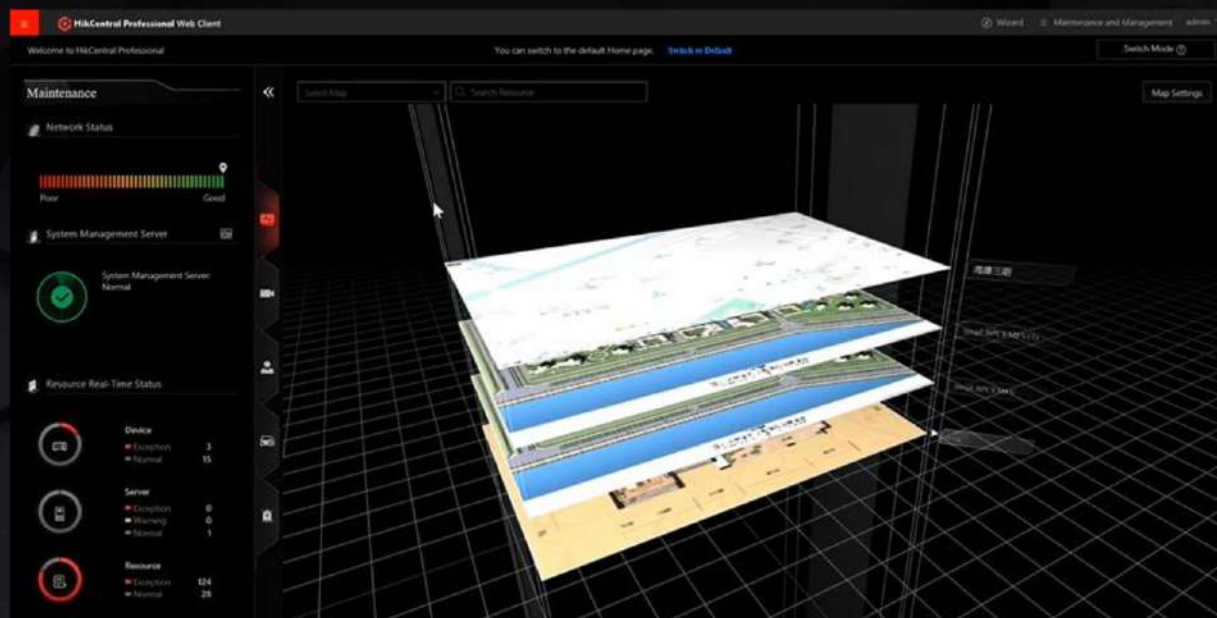 HikCentral Professional Web Client
Wizard
Maintenance and Management
admin
Welcome to HikCentral Professional
You can switch to the default Home page. Switch to Default
Switch Mode
Maintenance
Select Map
Search Resource
Map Settings
Network Status
Poor
Good
System Management Server
System Management Server:
Normal
Resource Real-Time Status
Device
Exception 3
Normal 15
Server
Exception 0
Warning 0
Normal 1
Resource
Exception 124
Normal 28